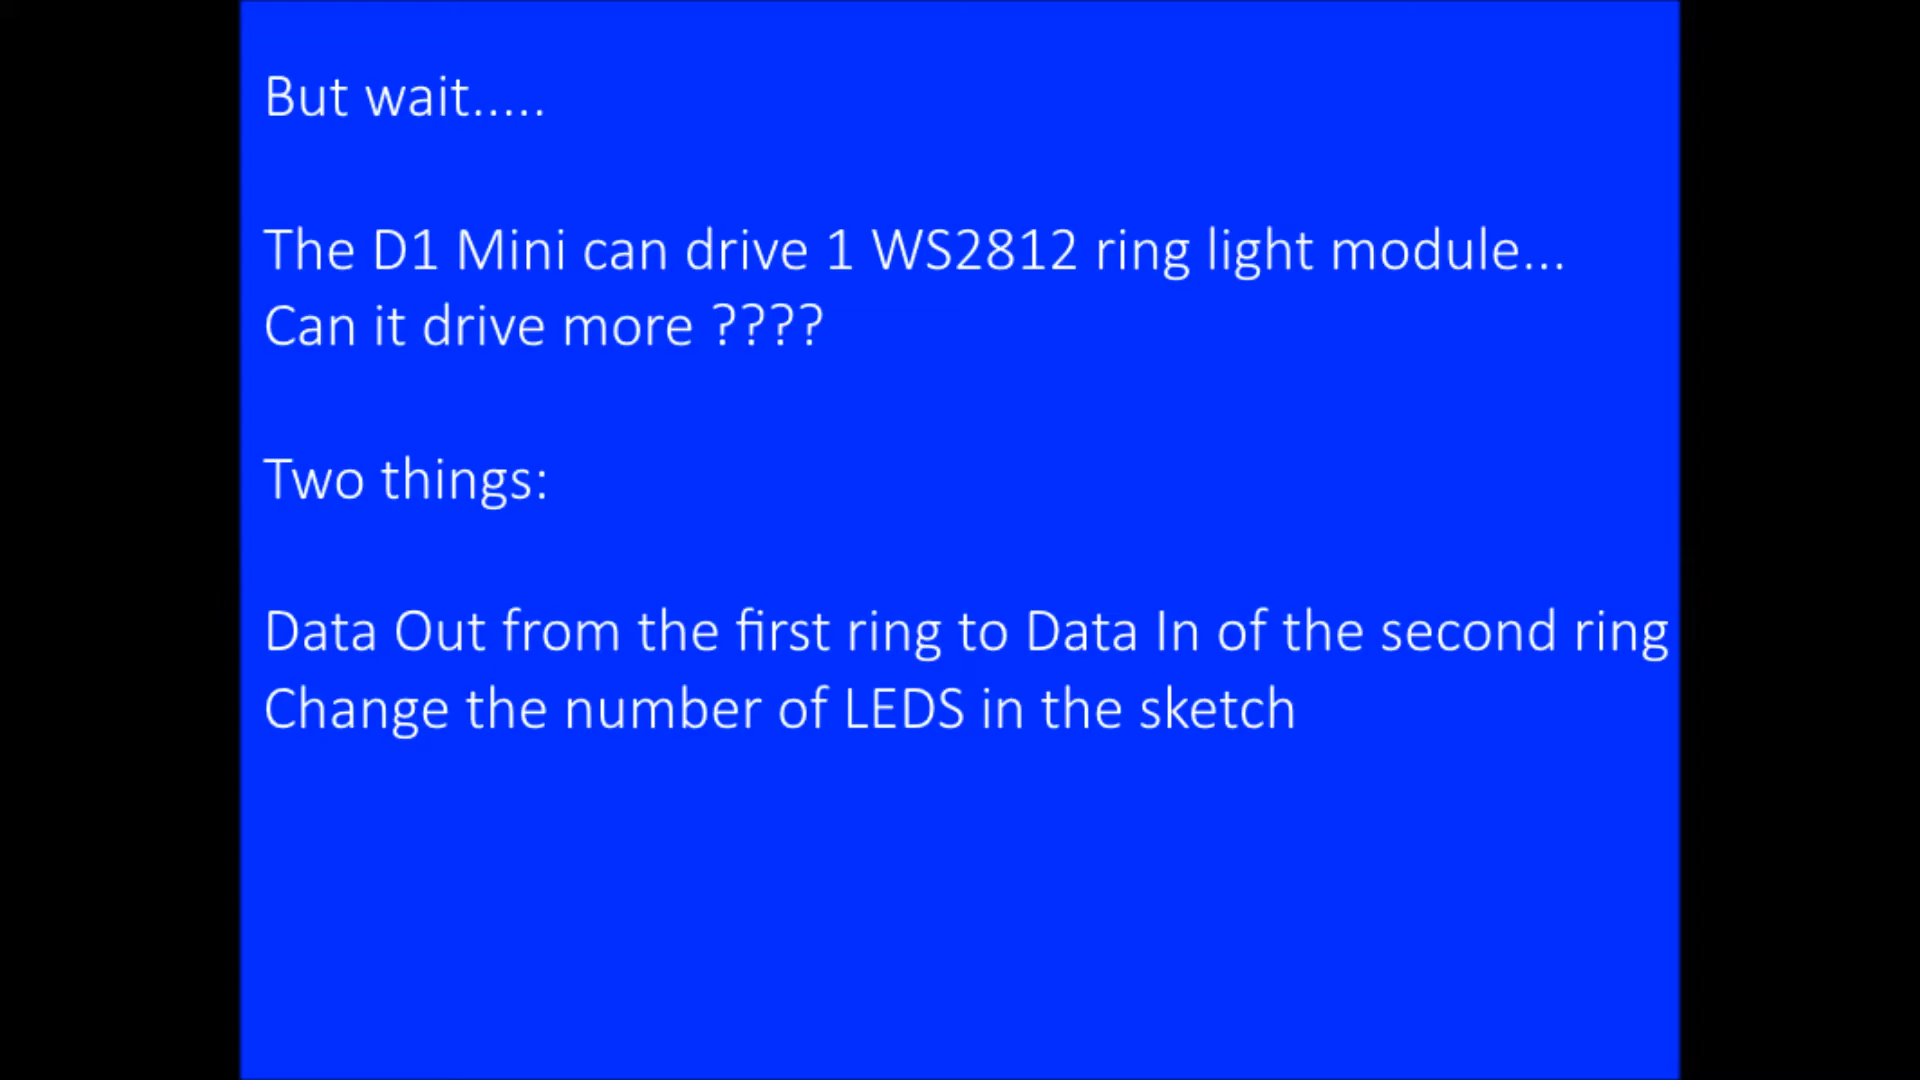 But wait.....
The D1 Mini can drive 1 WS2812 ring light module...
Can it drive more ????
Two things:
Data Out from the first ring to Data In of the second ring
Change the number of LEDS in the sketch